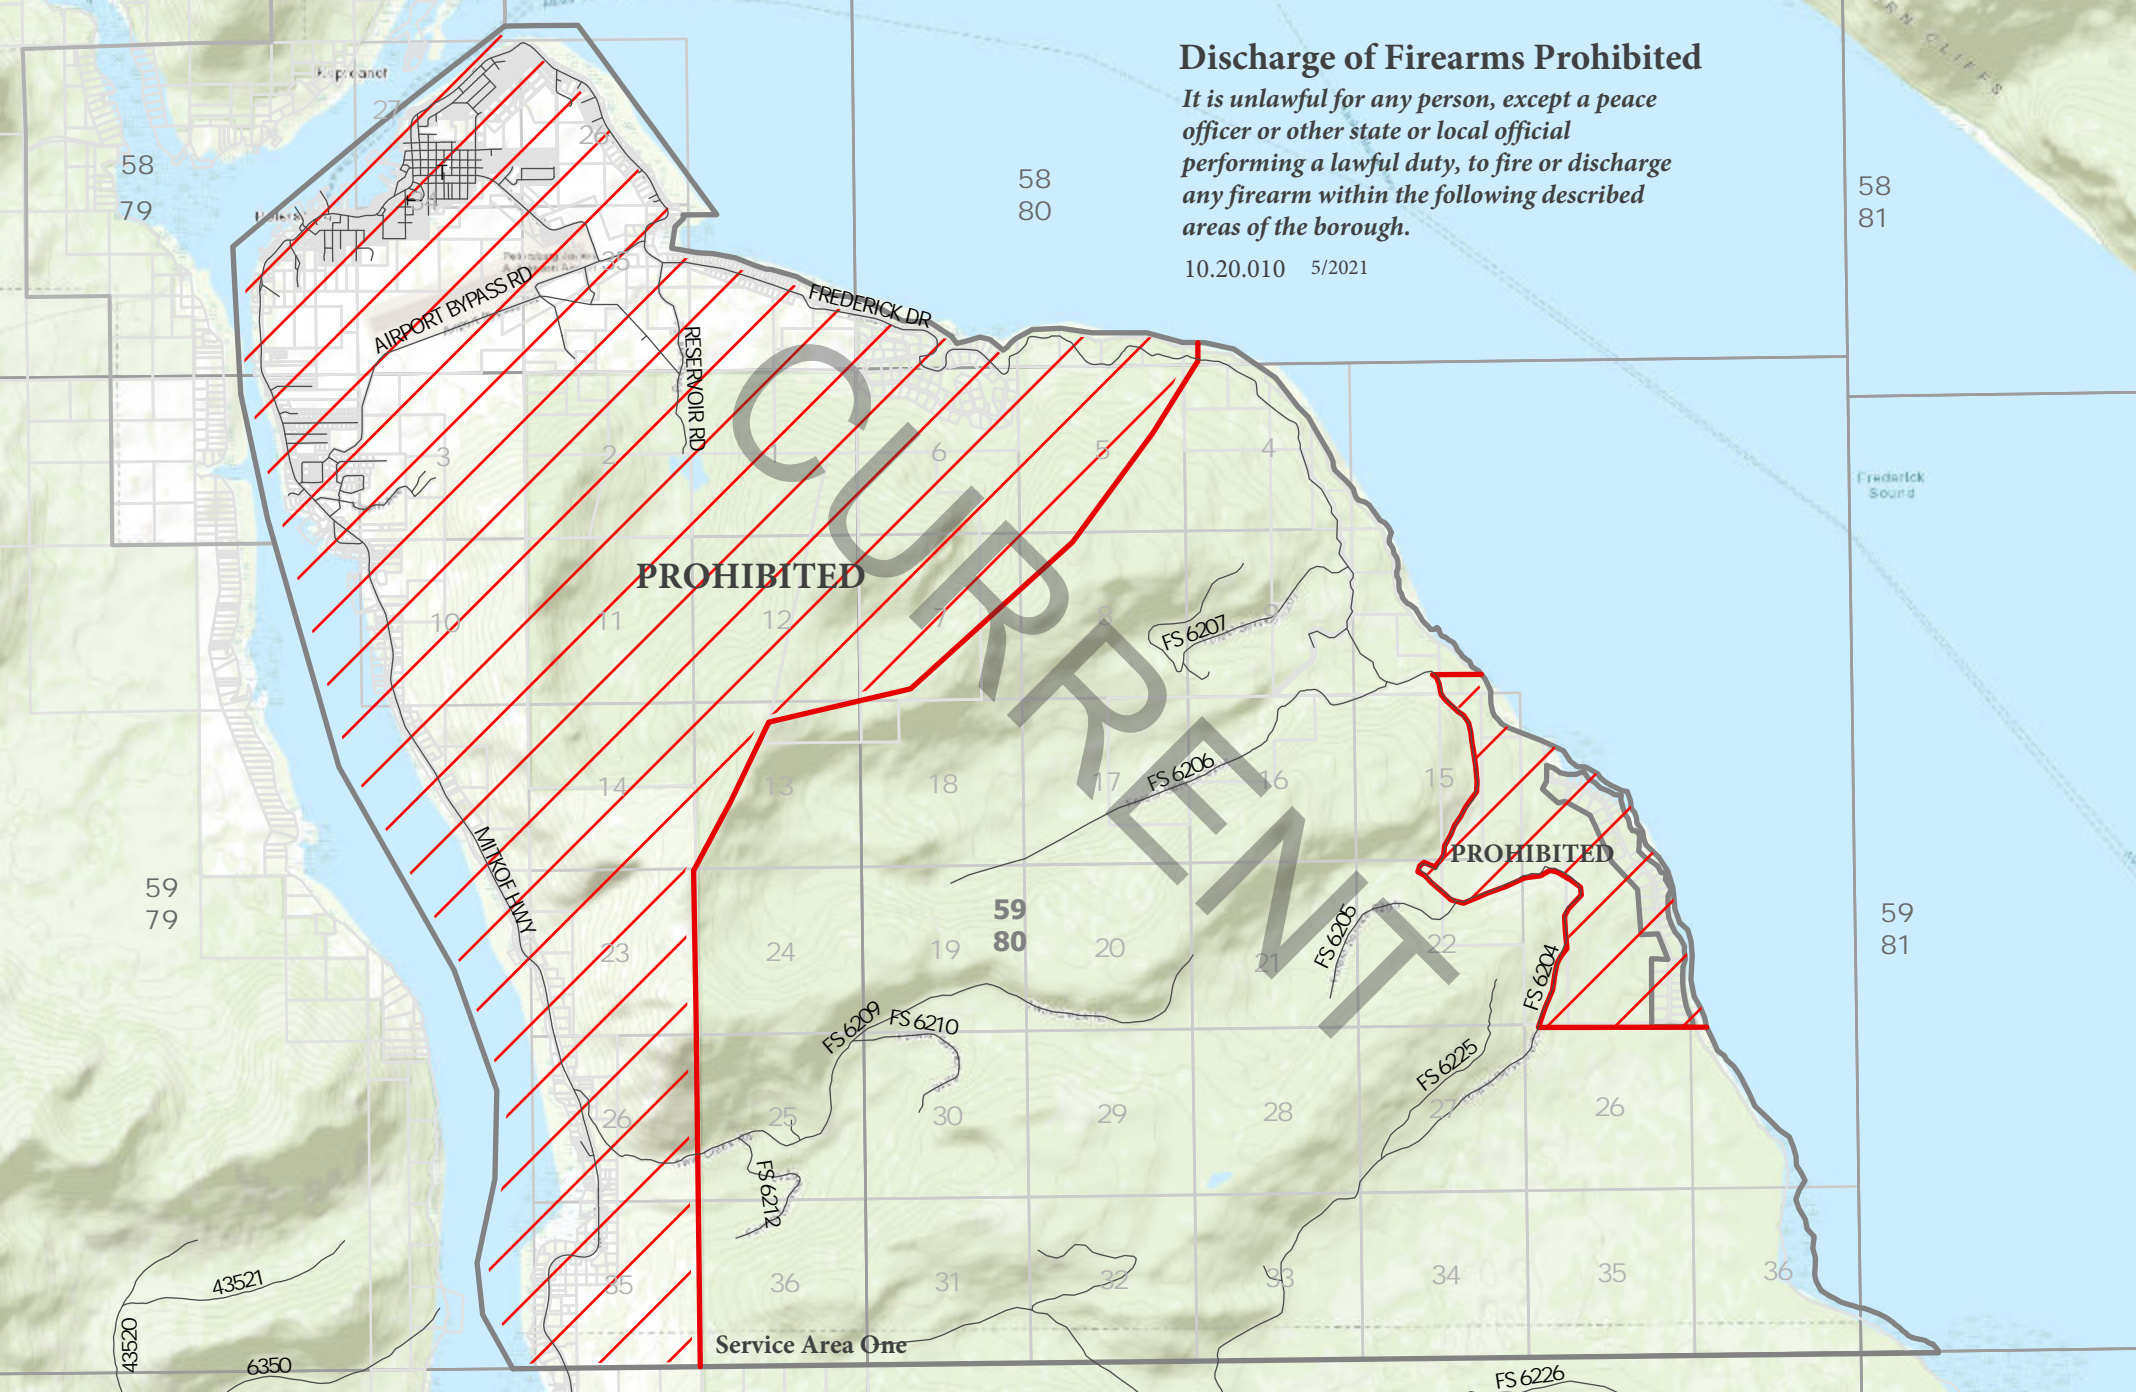 Discharge of Firearms Prohibited
It is unlawful for any person, except a peace
officer or other state or local official
performing a lawful duty, to fire or discharge
any firearm within the following described
areas of the borough.
10.20.010 5/2021
27
26
34
35
58
79
58
80
58
81
AIRPORT BYPASS RD
FREDERICK DR
RESERVOIR RD
3
2
1
6
5
4
Frederick
Sound
CURRENT
PROHIBITED
10
11
12
7
8
9
FS 6207
14
13
18
17
16
15
FS 6206
MITKOF HWY
PROHIBITED
59
79
59
80
59
81
23
24
19
20
21
22
FS 6205
FS 6204
FS 6209
FS 6210
FS 6225
26
25
30
29
28
27
26
FS 6212
35
36
31
32
33
34
35
36
43521
43520
6350
Service Area One
FS 6226